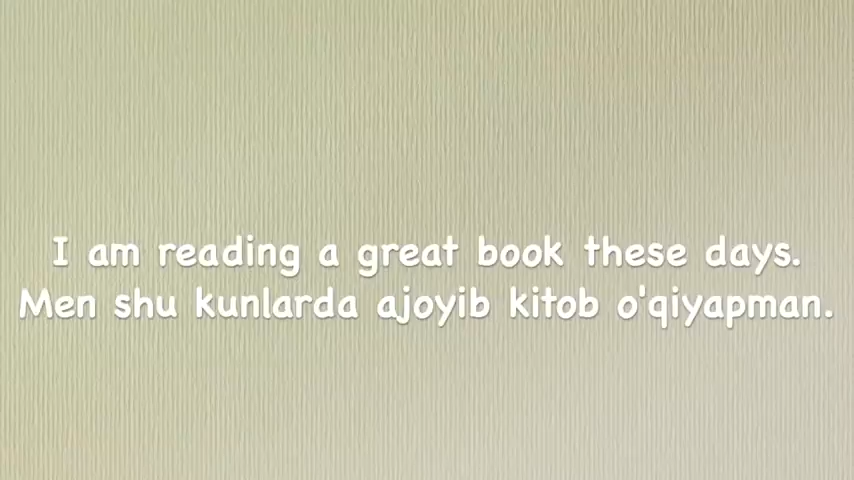 I am reading a great book these days.
Men shu kunlarda ajoyib kitob o'qiyapman.